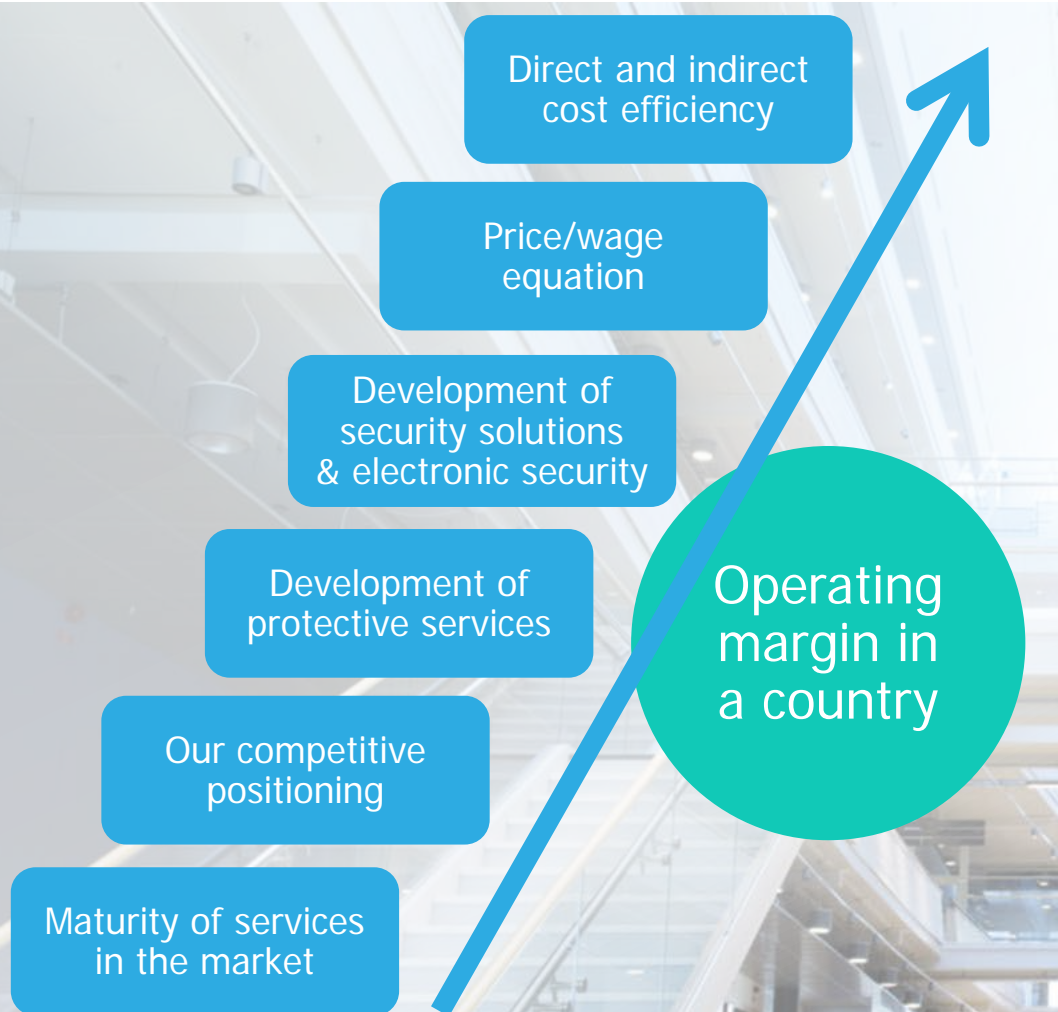 Direct and indirect
cost efficiency
Price/wage
equation
Development of
security solutions
& electronic security
Development of
protective services
Operating
margin in
a country
Our competitive
positioning
Maturity of services
in the market